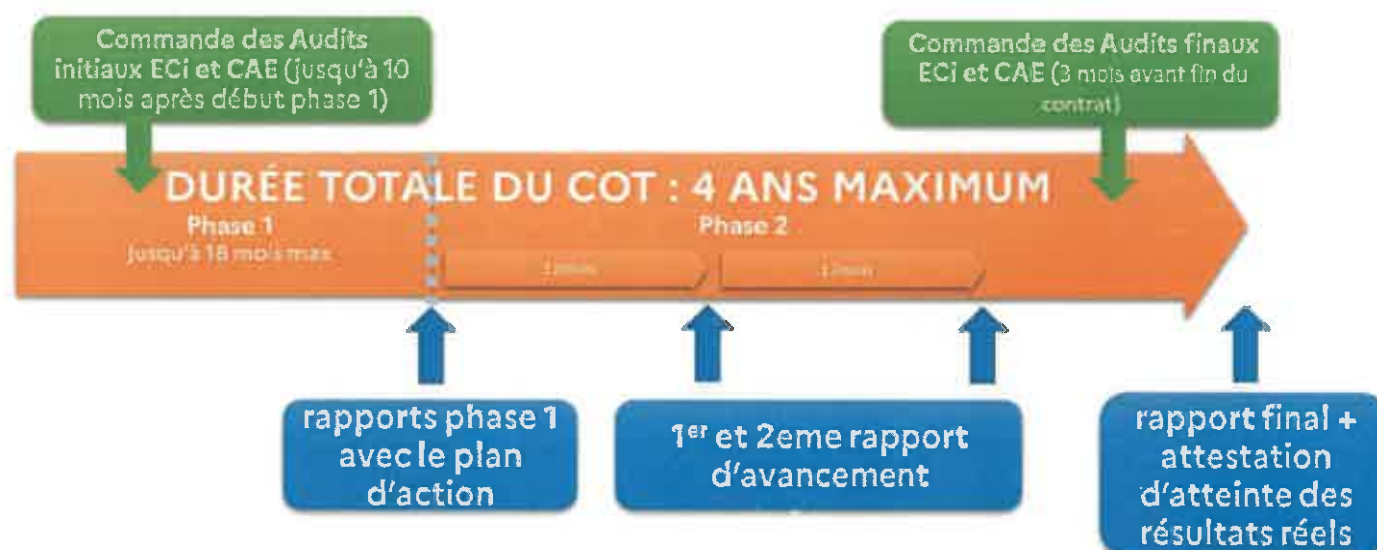 Commande des Audits
initiaux ECi et CAE (jusqu'à 10
mois après début phase 1)
Commande des Audits finaux
ECi et CAE (3 mois avant fin du
contrat)
DURÉE TOTALE DU COT : 4 ANS MAXIMUM
Phase 1
Jusqu'à 18 mois max
Phase 2
rapports phase 1
avec le plan
d'action
1er et 2eme rapport
d'avancement
rapport final +
attestation
d'atteinte des
résultats réels